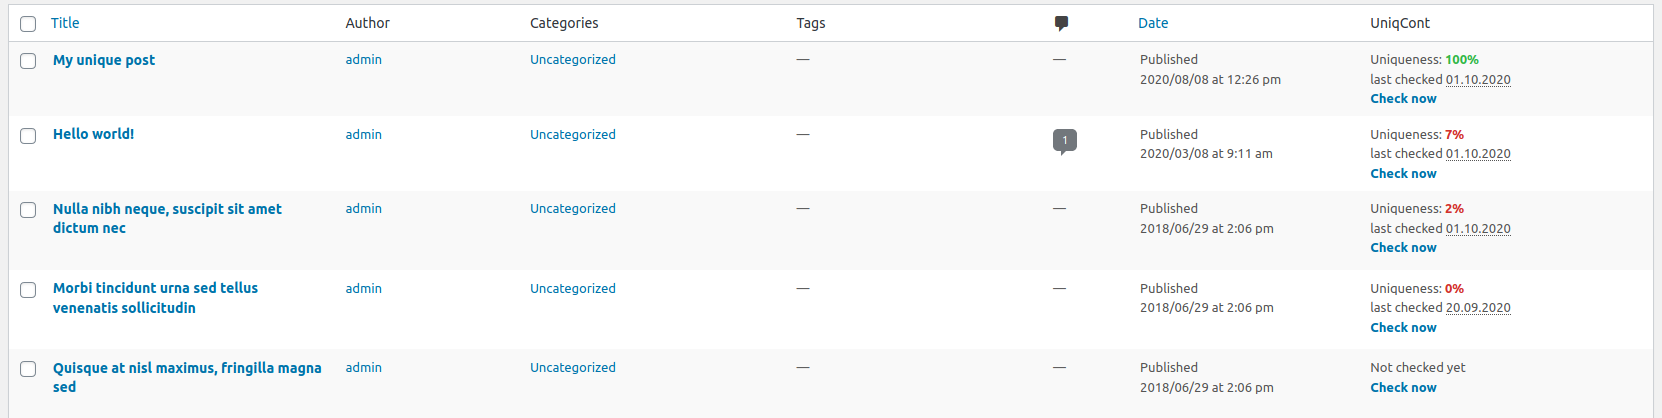 Title Author Categories Tags Date UniqCont
My unique post admin Uncategorized — — Published Uniqueness: 100%
2020/08/08 at 12:26 pm last checked 01.10.2020
Check now
Hello world! admin Uncategorized — 1 Published Uniqueness: 7%
2020/03/08 at 9:11 am last checked 01.10.2020
Check now
Nulla nibh neque, suscipit sit amet admin Uncategorized — — Published Uniqueness: 2%
dictum nec 2018/06/29 at 2:06 pm last checked 01.10.2020
Check now
Morbi tincidunt urna sed tellus admin Uncategorized — — Published Uniqueness: 0%
venenatis sollicitudin 2018/06/29 at 2:06 pm last checked 20.09.2020
Check now
Quisque at nisl maximus, fringilla magna admin Uncategorized — — Published Not checked yet
sed 2018/06/29 at 2:06 pm Check now